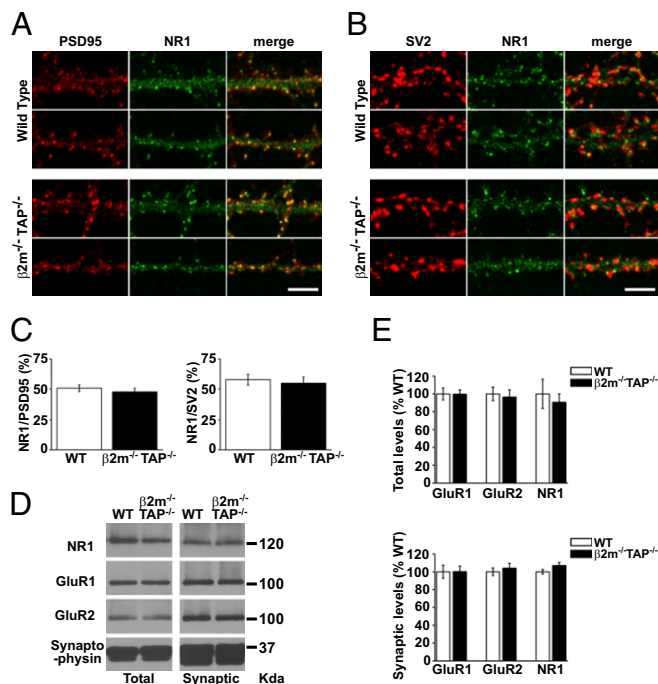 A
PSD95 NR1 merge
Wild Type
β2m-/- TAP-/-
B
SV2 NR1 merge
Wild Type
β2m-/- TAP-/-
C
NR1/PSD95 (%)
75
50
25
0
WT β2m-/- TAP-/-
NR1/SV2 (%)
75
50
25
0
WT β2m-/- TAP-/-
D
WT β2m-/- TAP-/- WT β2m-/- TAP-/-
NR1 120
GluR1 100
GluR2 100
Synapto-physin 37
Total Synaptic Kda
E
WT
β2m-/-TAP-/-
Total levels (% WT)
120
100
80
60
40
20
0
GluR1 GluR2 NR1
WT
β2m-/-TAP-/-
Synaptic levels (% WT)
120
100
80
60
40
20
0
GluR1 GluR2 NR1